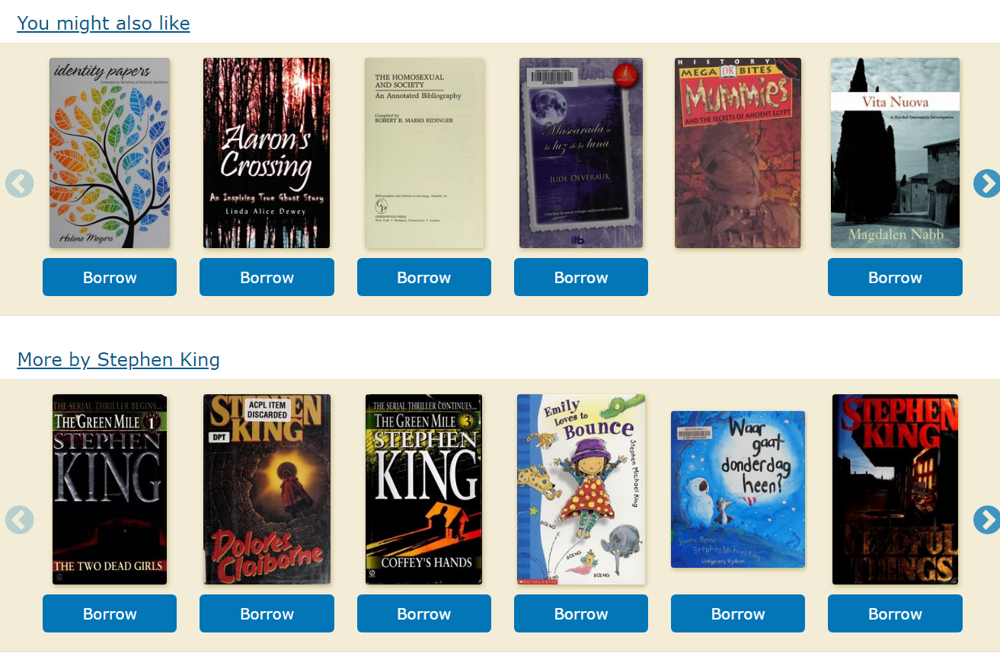 You might also like
identity papers
Contemporary Narratives of American Jewishness
Helene Meyers
Aaron's
Crossing
An Inspiring True Ghost Story
Linda Alice Dewey
THE HOMOSEXUAL
AND SOCIETY
An Annotated Bibliography
Compiled by
ROBERT B. MARKS RIDINGER
Bibliographies and Indexes in Sociology, Number 18
GP
GREENWOOD PRESS
New York • Westport, Connecticut • London
i
inédito
Mascarada a
la luz de la luna
JUDE DEVERAUX
HISTORY
MEGA DK BITES
MUMMIES
AND THE SECRETS OF ANCIENT EGYPT
Vita Nuova
A Marshal Guarnaccia Investigation
Magdalen Nabb
Borrow
Borrow
Borrow
Borrow
Borrow
More by Stephen King
THE SERIAL THRILLER BEGINS...
THE GREEN MILE 1
STEPHEN
KING
THE TWO DEAD GIRLS
STEPHEN
KING
ACPL ITEM
DISCARDED
DPT
Dolores
Claiborne
THE SERIAL THRILLER CONTINUES...
THE GREEN MILE 3
STEPHEN
KING
COFFEY'S HANDS
Emily
Loves to
Bounce
Stephen Michael King
BOING
BOING
BOING
BOING
SCHOLASTIC
Waar
gaat
donderdag
heen?
Stephen Michael King
Uitgeverij Sjaloom
STEPHEN
KING
THINGS
Borrow
Borrow
Borrow
Borrow
Borrow
Borrow